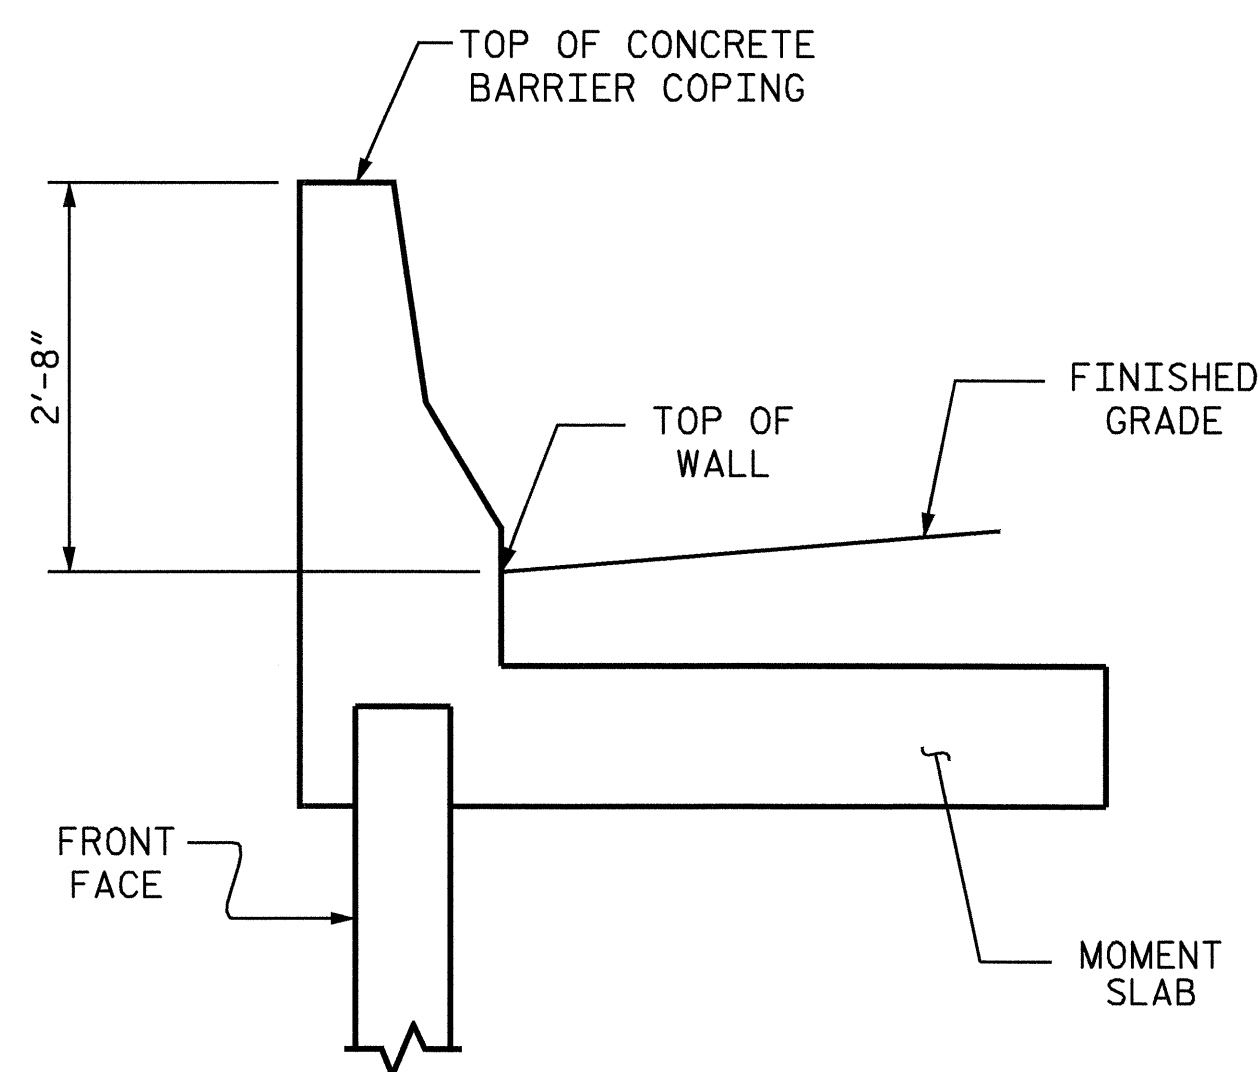 TOP OF CONCRETE
BARRIER COPING
2'-8"
FINISHED
GRADE
TOP OF
WALL
FRONT
FACE
MOMENT
SLAB